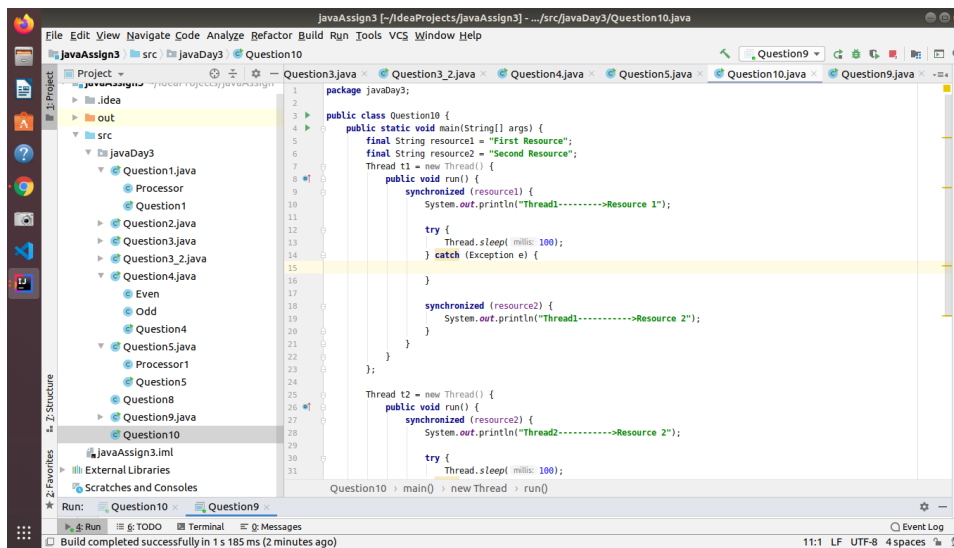 javaAssign3 [~/IdeaProjects/javaAssign3] - .../src/javaDay3/Question10.java
File Edit View Navigate Code Analyze Refactor Build Run Tools VCS Window Help
javaAssign3 src javaDay3 Question10 Question9
Project
Question3.java Question3_2.java Question4.java Question5.java Question10.java Question9.java
1: Project
.idea
out
src
javaDay3
Question1.java
Processor
Question1
Question2.java
Question3.java
Question3_2.java
Question4.java
Even
Odd
Question4
Question5.java
Processor1
Question5
Question8
Question9.java
Question10
javaAssign3.iml
External Libraries
Scratches and Consoles
Z: Structure
2: Favorites
1 package javaDay3;
2
3 public class Question10 {
4 public static void main(String[] args) {
5 final String resource1 = "First Resource";
6 final String resource2 = "Second Resource";
7 Thread t1 = new Thread() {
8 public void run() {
9 synchronized (resource1) {
10 System.out.println("Thread1--------->Resource 1");
11
12 try {
13 Thread.sleep( millis: 100);
14 } catch (Exception e) {
15
16 }
17
18 synchronized (resource2) {
19 System.out.println("Thread1----------->Resource 2");
20 }
21 }
22 }
23 };
24
25 Thread t2 = new Thread() {
26 public void run() {
27 synchronized (resource2) {
28 System.out.println("Thread2----------->Resource 2");
29
30 try {
31 Thread.sleep( millis: 100);
Question10 › main() › new Thread › run()
Run: Question10 Question9
4: Run 6: TODO Terminal 0: Messages Event Log
Build completed successfully in 1 s 185 ms (2 minutes ago) 11:1 LF UTF-8 4 spaces